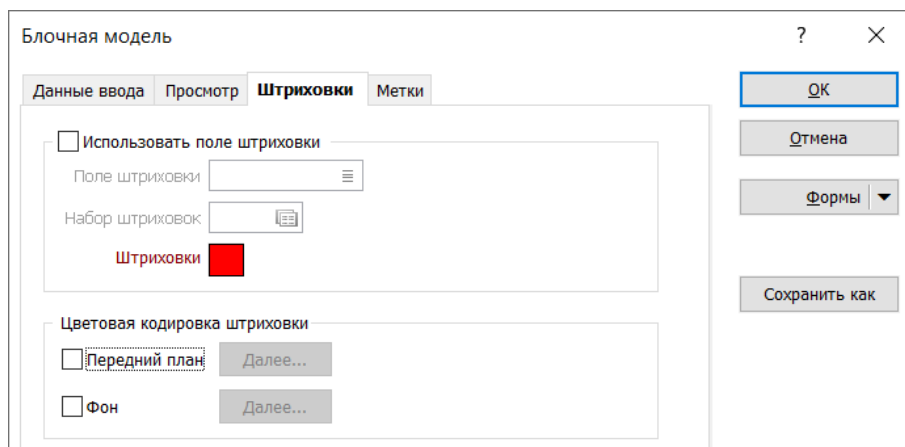 Блочная модель
?
Данные ввода Просмотр Штриховки Метки
ОК
Отмена
Формы
Сохранить как
Использовать поле штриховки
Поле штриховки
Набор штриховок
Штриховки
Цветовая кодировка штриховки
Передний план Далее...
Фон Далее...